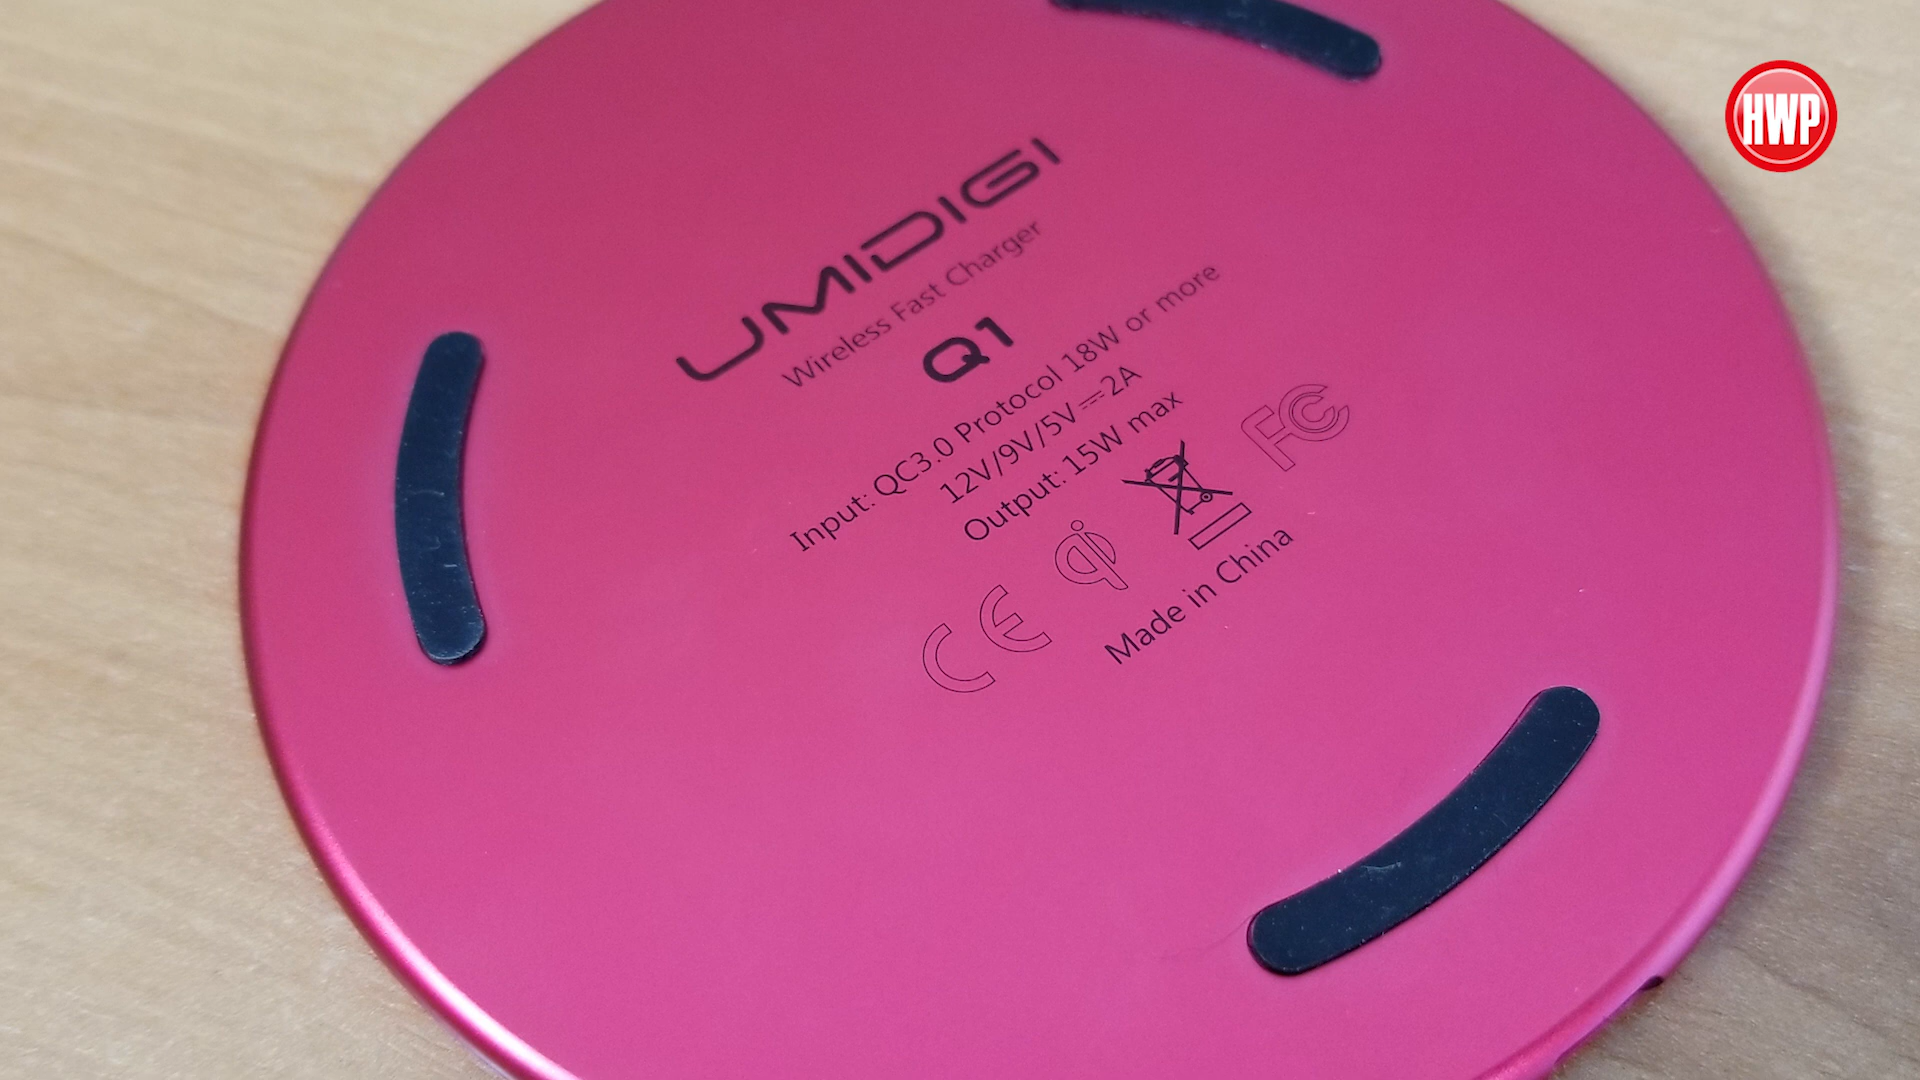 HWP
UMIDIGI
Wireless Fast Charger
Q1
Input: QC3.0 Protocol 18W or more
12V/9V/5V⎓2A
Output: 15W max
CE qi FC
Made in China